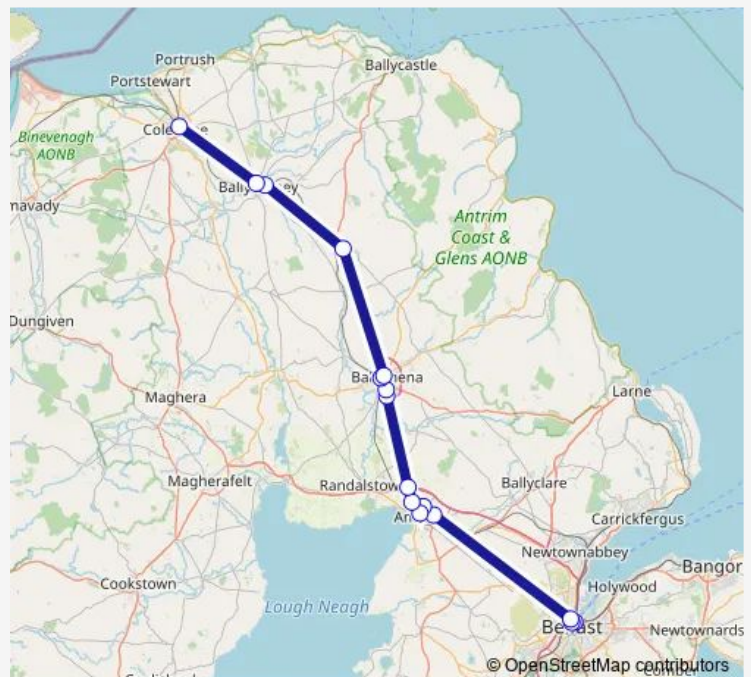 Portrush
Portstewart
Ballycastle
Binevenagh
AONB
Antrim
Coast &
Glens AONB
Dungiven
Maghera
Larne
Magherafelt
Ballyclare
Carrickfergus
Newtownabbey
Bangor
Cookstown
Holywood
Lough Neagh
Newtownards
© OpenStreetMap contributors